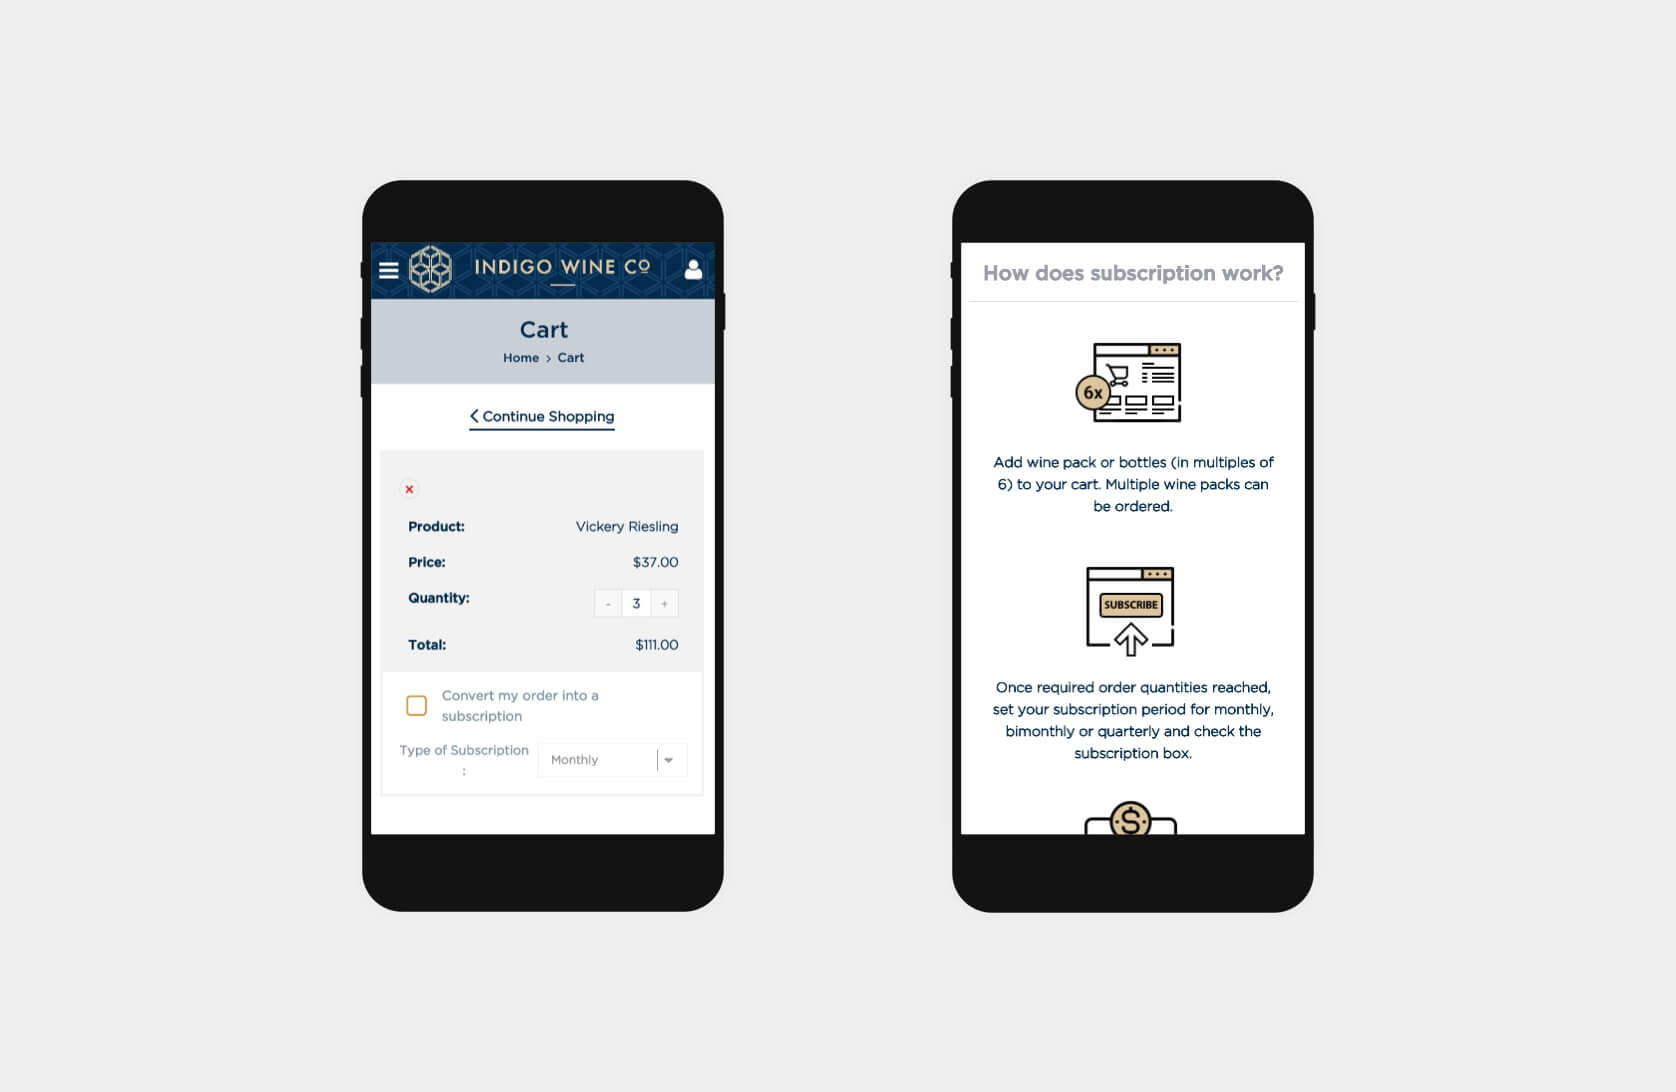 INDIGO WINE Cº
Cart
Home > Cart
Continue Shopping
Product: Vickery Riesling
Price: $37.00
Quantity: - 3 +
Total: $111.00
Convert my order into a
subscription
Type of Subscription
:
Monthly
How does subscription work?
6x
Add wine pack or bottles (in multiples of
6) to your cart. Multiple wine packs can
be ordered.
SUBSCRIBE
Once required order quantities reached,
set your subscription period for monthly,
bimonthly or quarterly and check the
subscription box.
$